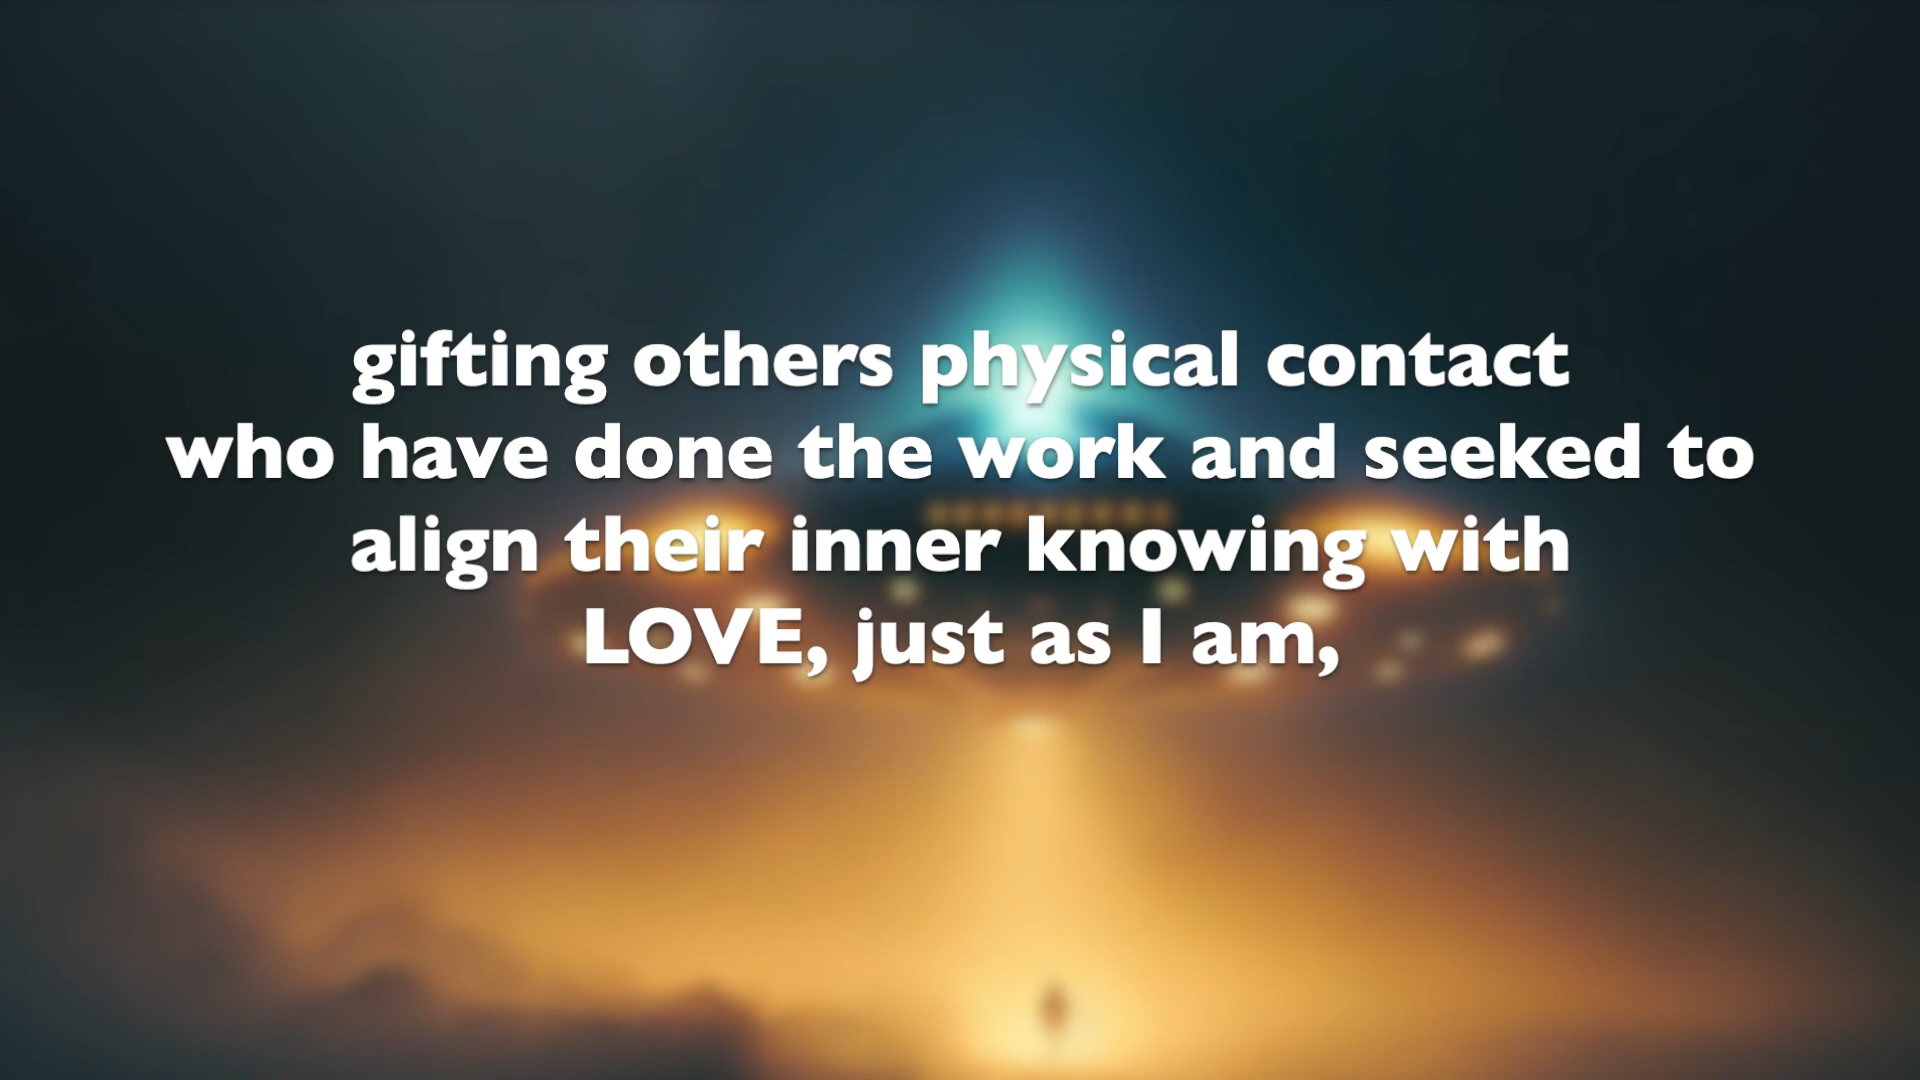 gifting others physical contact
who have done the work and seeked to
align their inner knowing with
LOVE, just as I am,